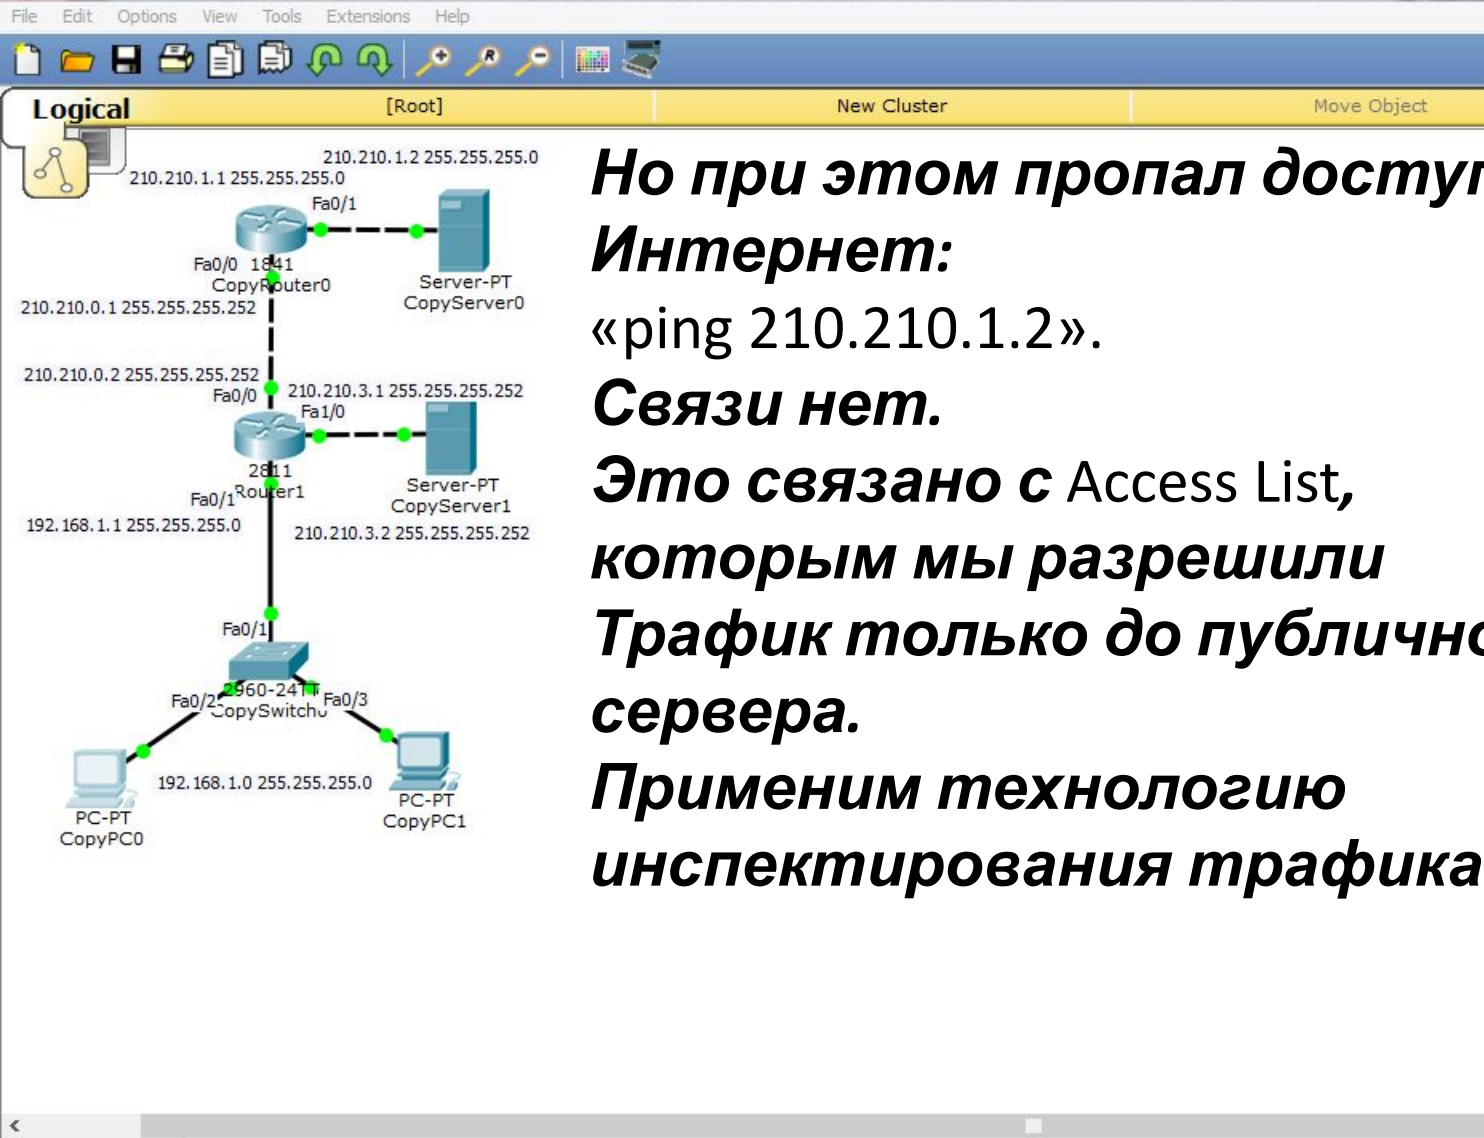 File Edit Options View Tools Extensions Help
Logical
[Root]
New Cluster
Move Object
210.210.1.2 255.255.255.0
210.210.1.1 255.255.255.0
Fa0/1
Fa0/0 1841
CopyRouter0
Server-PT
CopyServer0
210.210.0.1 255.255.255.252
210.210.0.2 255.255.255.252
Fa0/0
210.210.3.1 255.255.255.252
Fa1/0
2811
Router1
Fa0/1
Server-PT
CopyServer1
192.168.1.1 255.255.255.0
210.210.3.2 255.255.255.252
Fa0/1
2960-24TT
CopySwitch0
Fa0/2
Fa0/3
192.168.1.0 255.255.255.0
PC-PT
CopyPC0
PC-PT
CopyPC1
Но при этом пропал доступ
Интернет:
«ping 210.210.1.2».
Связи нет.
Это связано с Access List,
которым мы разрешили
Трафик только до публично
сервера.
Применим технологию
инспектирования трафика